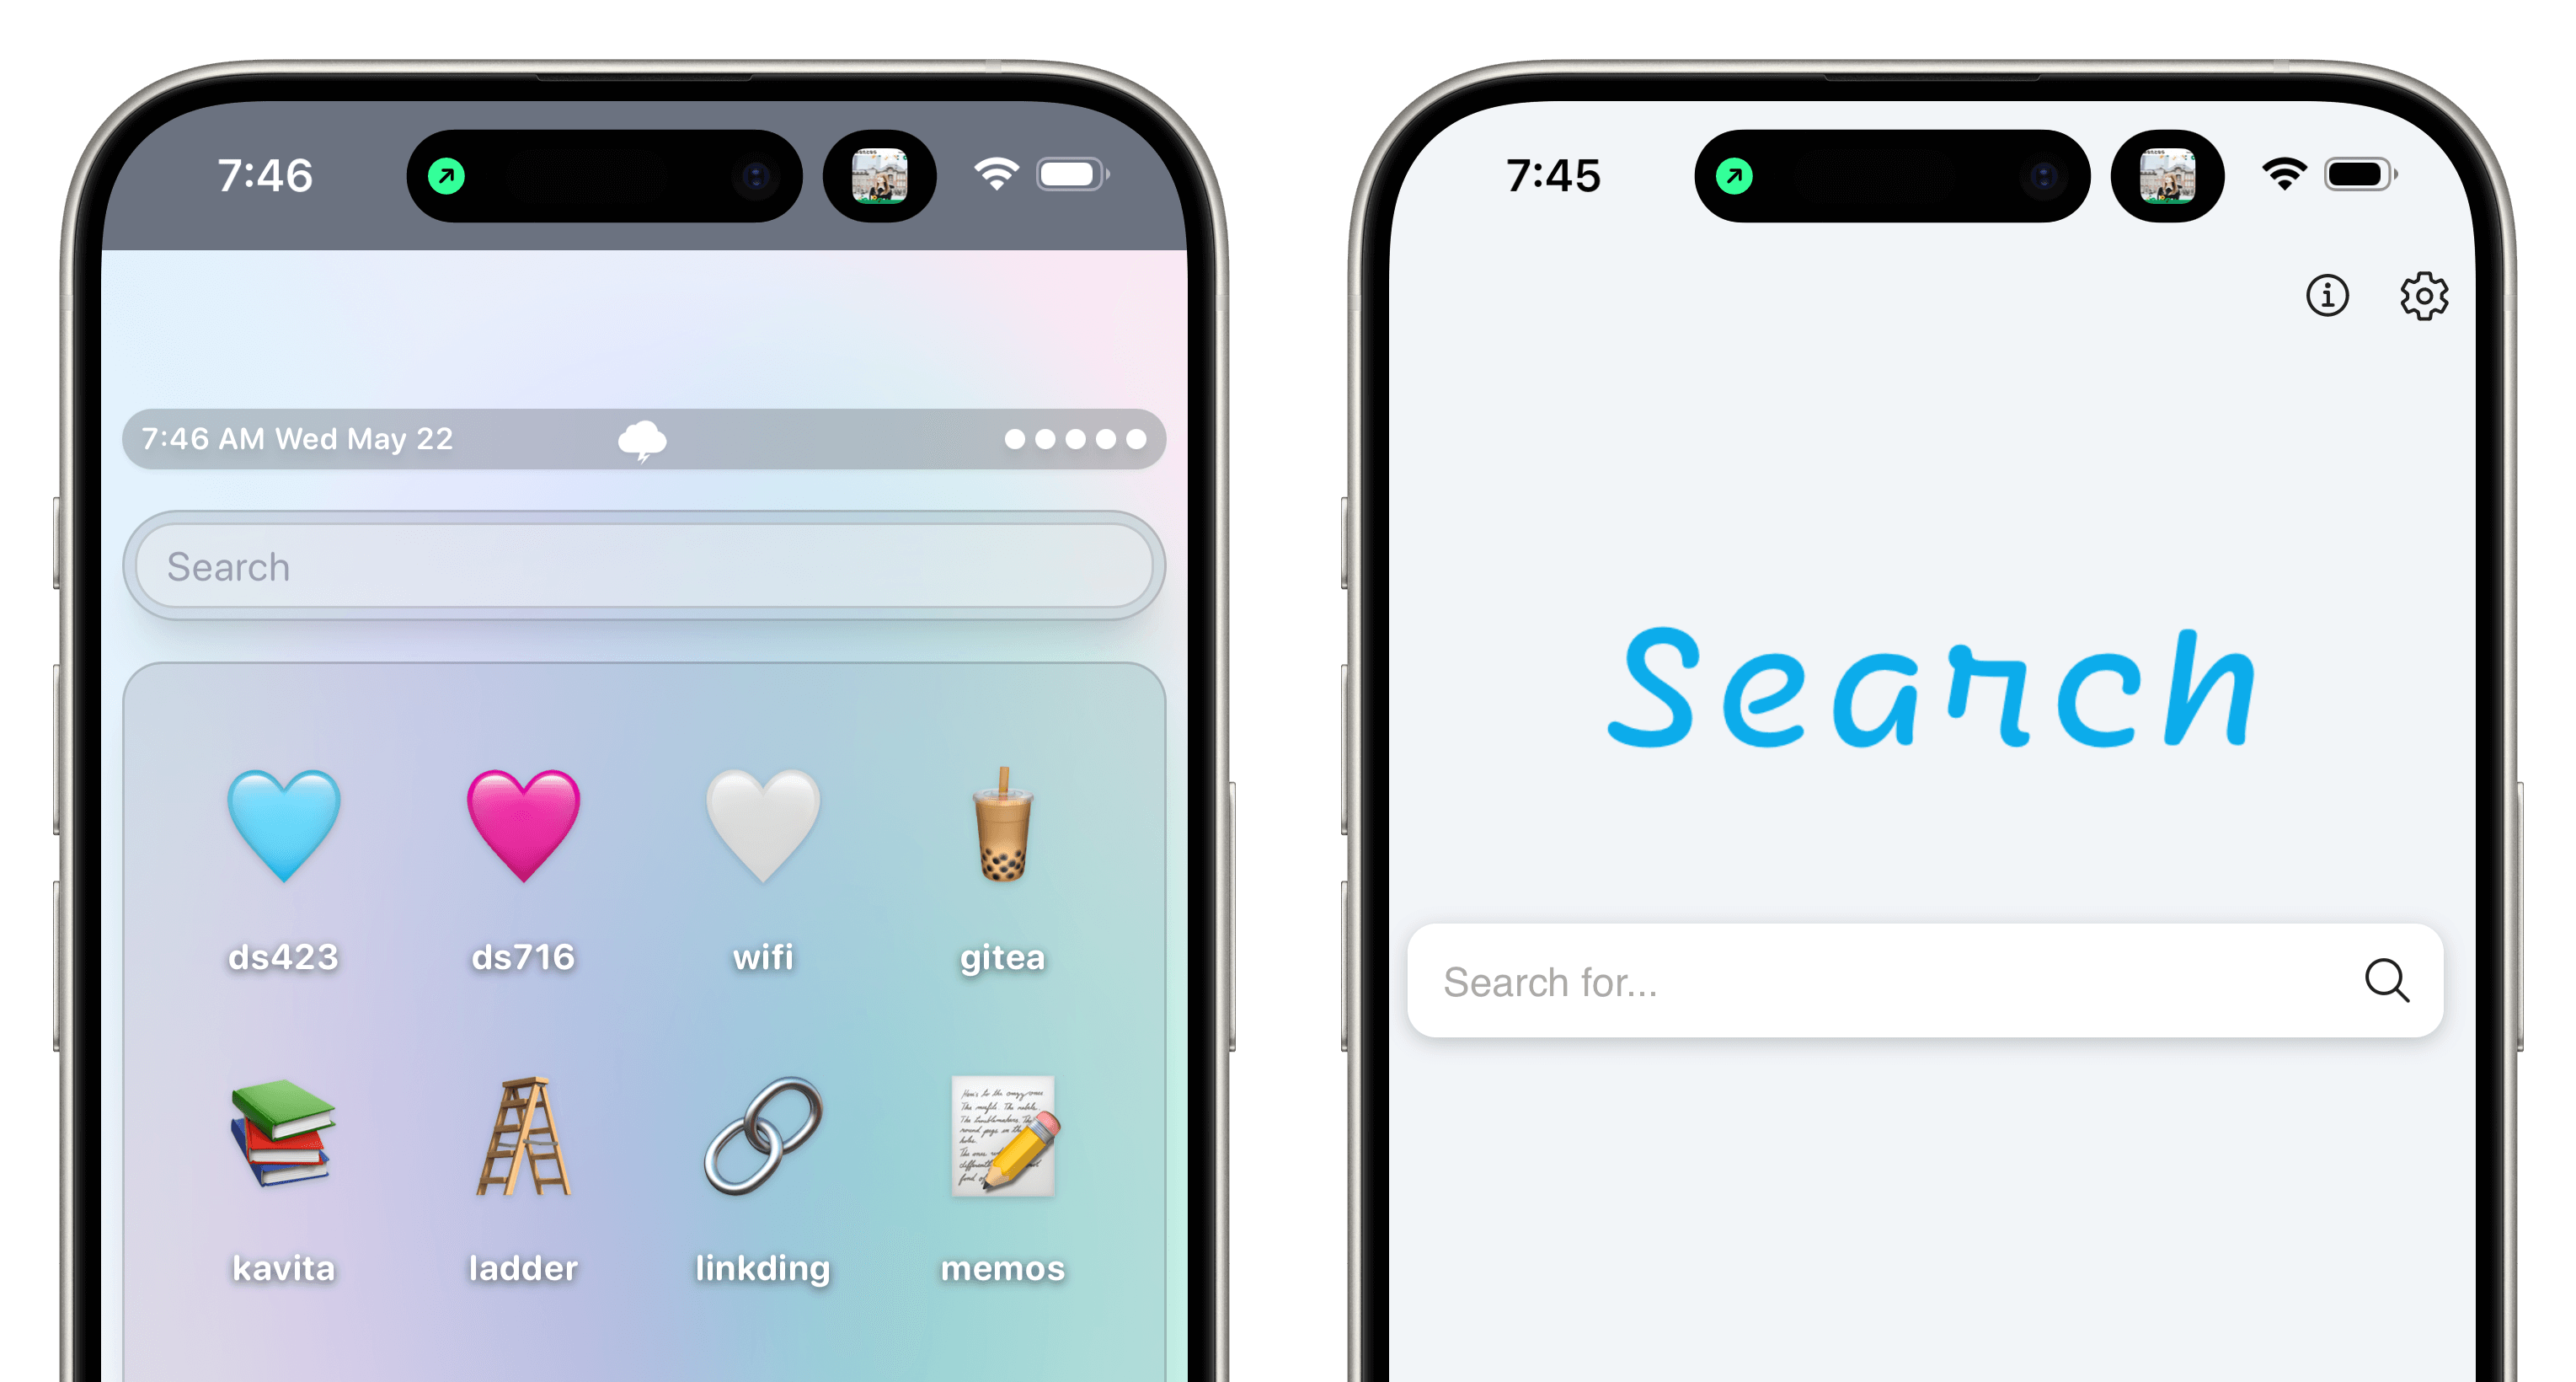 7:46
7:46 AM Wed May 22
Search
ds423 ds716 wifi gitea
kavita ladder linkding memos
7:45
Search
Search for...